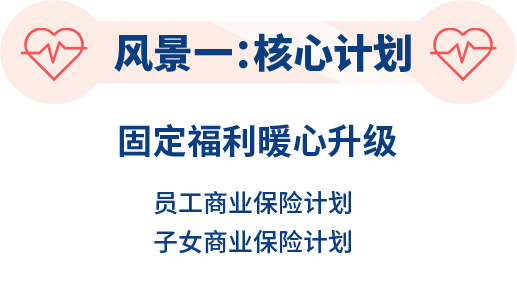 风景一：核心计划
固定福利暖心升级
员工商业保险计划
子女商业保险计划